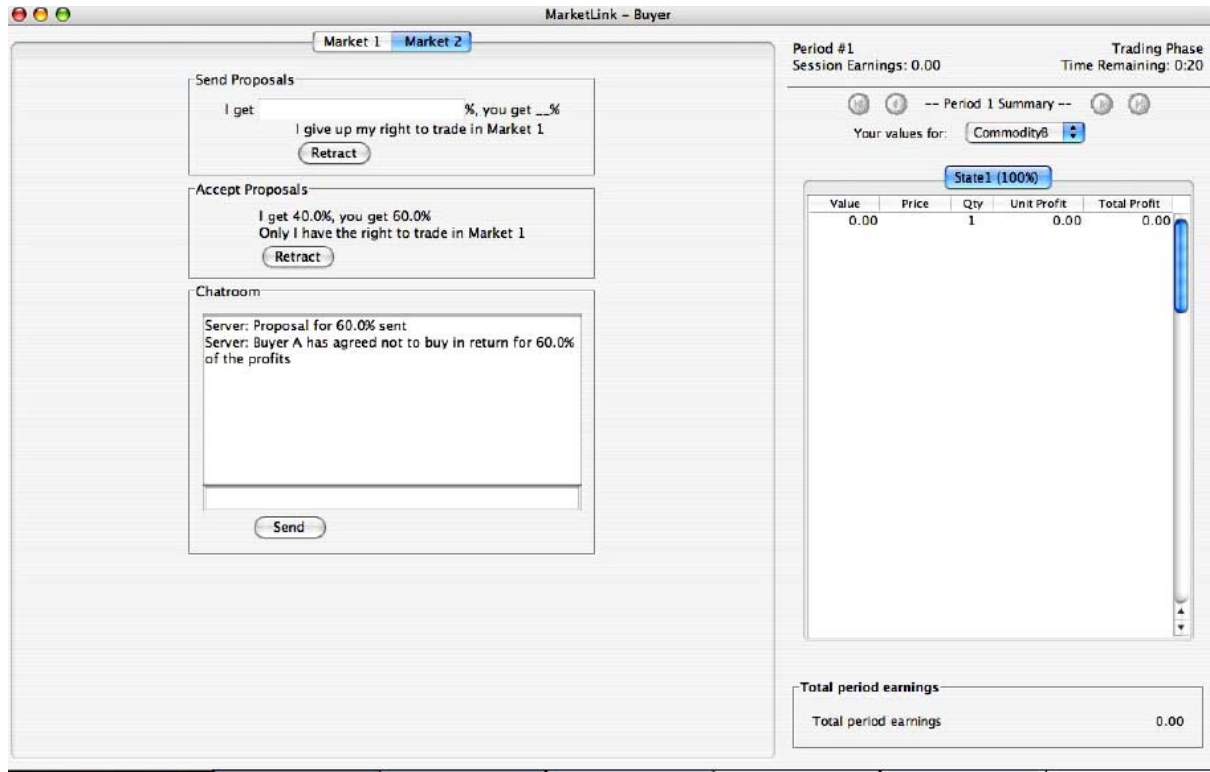 MarketLink – Buyer
Market 1 Market 2
Send Proposals
I get %, you get __%
I give up my right to trade in Market 1
Retract
Accept Proposals
I get 40.0%, you get 60.0%
Only I have the right to trade in Market 1
Retract
Chatroom
Server: Proposal for 60.0% sent
Server: Buyer A has agreed not to buy in return for 60.0%
of the profits
Send
Period #1 Trading Phase
Session Earnings: 0.00 Time Remaining: 0:20
-- Period 1 Summary --
Your values for: CommodityB
State1 (100%)
Value Price Qty Unit Profit Total Profit
0.00 1 0.00 0.00
Total period earnings
Total period earnings 0.00